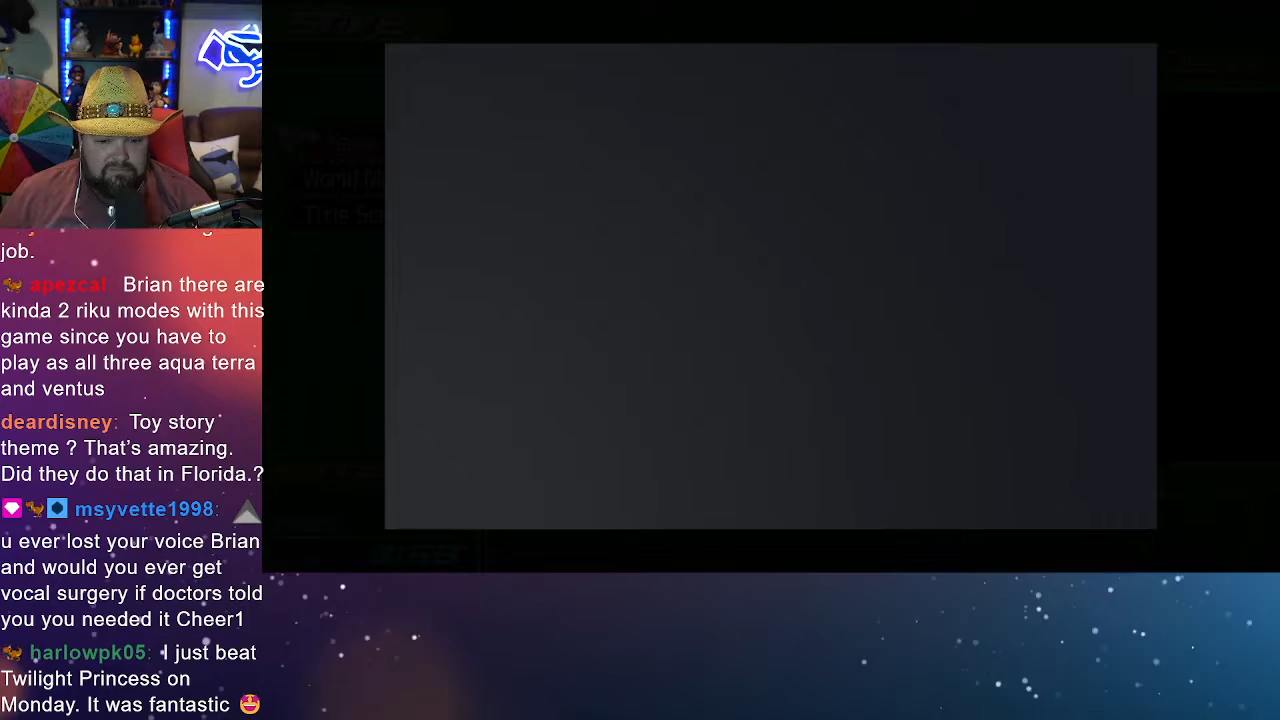 job.
apezcal Brian there are
kinda 2 riku modes with this
game since you have to
play as all three aqua terra
and ventus
deardisney: Toy story
theme ? That's amazing.
Did they do that in Florida.?
msyvette1998:
u ever lost your voice Brian
and would you ever get
vocal surgery if doctors told
you you needed it Cheer1
harlowpk05: I just beat
Twilight Princess on
Monday. It was fantastic